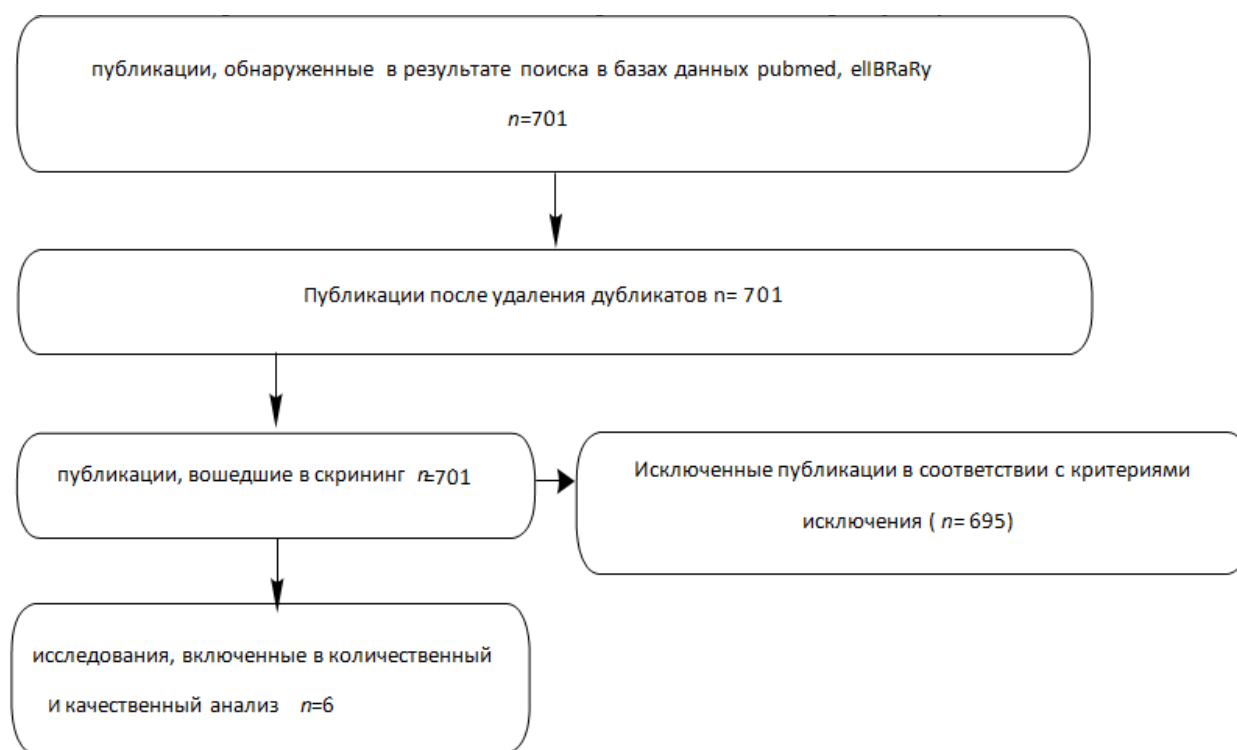 публикации, обнаруженные в результате поиска в базах данных pubmed, elIBRaRy
n=701
Публикации после удаления дубликатов n= 701
публикации, вошедшие в скрининг n=701
Исключенные публикации в соответствии с критериями
исключения ( n= 695)
исследования, включенные в количественный
и качественный анализ n=6